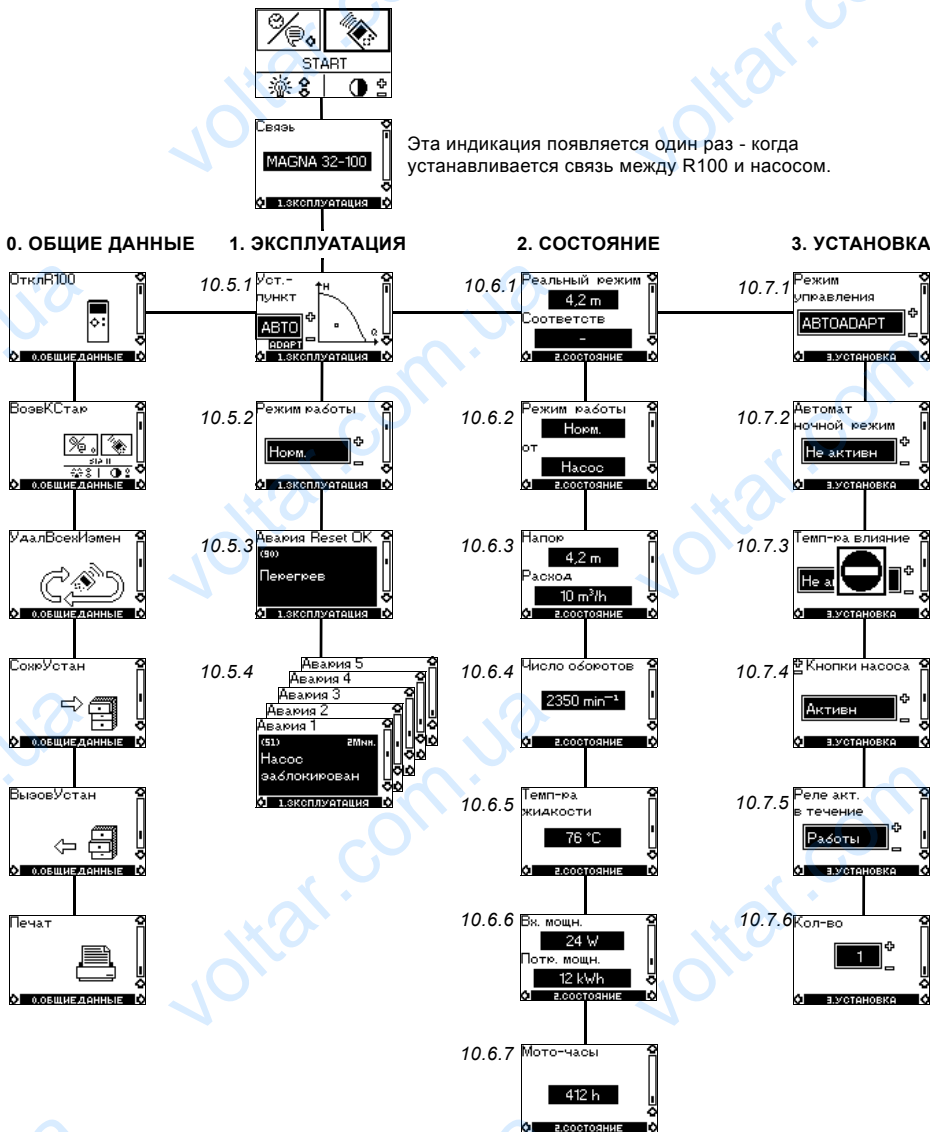 START
Связь
MAGNA 32-100
1.ЭКСПЛУАТАЦИЯ
Эта индикация появляется один раз - когда
устанавливается связь между R100 и насосом.
0. ОБЩИЕ ДАННЫЕ
1. ЭКСПЛУАТАЦИЯ
2. СОСТОЯНИЕ
3. УСТАНОВКА
ОтклR100
0.ОБЩИЕДАННЫЕ
ВозвКСтар
START
0.ОБЩИЕДАННЫЕ
УдалВсехИзмен
0.ОБЩИЕДАННЫЕ
СохрУстан
0.ОБЩИЕДАННЫЕ
ВызовУстан
0.ОБЩИЕДАННЫЕ
Печат
0.ОБЩИЕДАННЫЕ
10.5.1
Уст.-
пункт
H
АВТО
ADAPT
Q
1.ЭКСПЛУАТАЦИЯ
10.5.2
Режим работы
Норм.
1.ЭКСПЛУАТАЦИЯ
10.5.3
Авария Reset OK
(90)
Перегрев
1.ЭКСПЛУАТАЦИЯ
10.5.4
Авария 5
Авария 4
Авария 3
Авария 2
Авария 1
(51) 2Мин.
Насос
заблокирован
1.ЭКСПЛУАТАЦИЯ
10.6.1
Реальный режим
4,2 m
Соответств
-
2.СОСТОЯНИЕ
10.6.2
Режим работы
Норм.
от
Насос
2.СОСТОЯНИЕ
10.6.3
Напор
4,2 m
Расход
10 m³/h
2.СОСТОЯНИЕ
10.6.4
Число оборотов
2350 min⁻¹
2.СОСТОЯНИЕ
10.6.5
Темп-ра
жидкости
76 °C
2.СОСТОЯНИЕ
10.6.6
Вх. мощн.
24 W
Потр. мощн.
12 kWh
2.СОСТОЯНИЕ
10.6.7
Мото-часы
412 h
2.СОСТОЯНИЕ
10.7.1
Режим
управления
АВТОADAPT
3.УСТАНОВКА
10.7.2
Автомат
ночной режим
Не активн
3.УСТАНОВКА
10.7.3
Темп-ра влияние
Не
3.УСТАНОВКА
10.7.4
Кнопки насоса
Активн
3.УСТАНОВКА
10.7.5
Реле акт.
в течение
Работы
3.УСТАНОВКА
10.7.6
Кол-во
1
3.УСТАНОВКА
voltar.com.ua